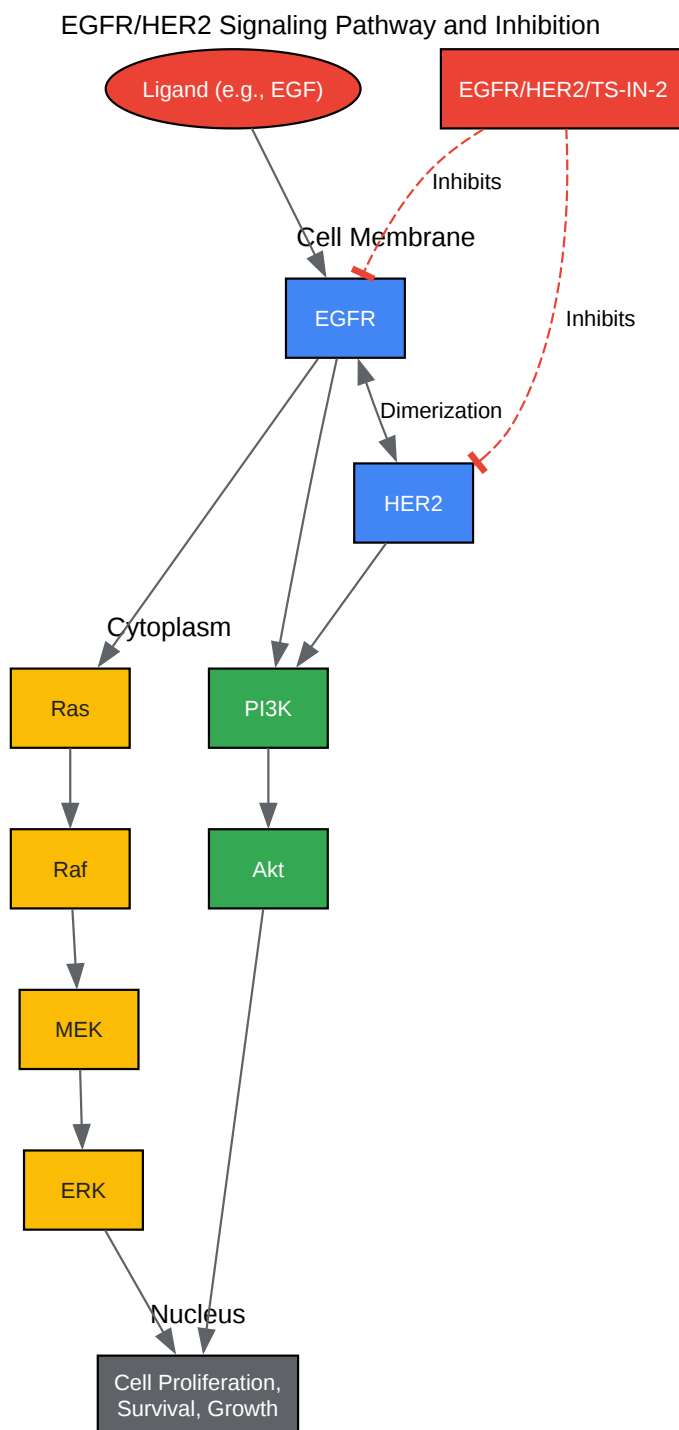 EGFR/HER2 Signaling Pathway and Inhibition
Ligand (e.g., EGF)
EGFR/HER2/TS-IN-2
Inhibits
Cell Membrane
EGFR
Inhibits
Dimerization
HER2
Cytoplasm
Ras
PI3K
Raf
Akt
MEK
ERK
Nucleus
Cell Proliferation,
Survival, Growth